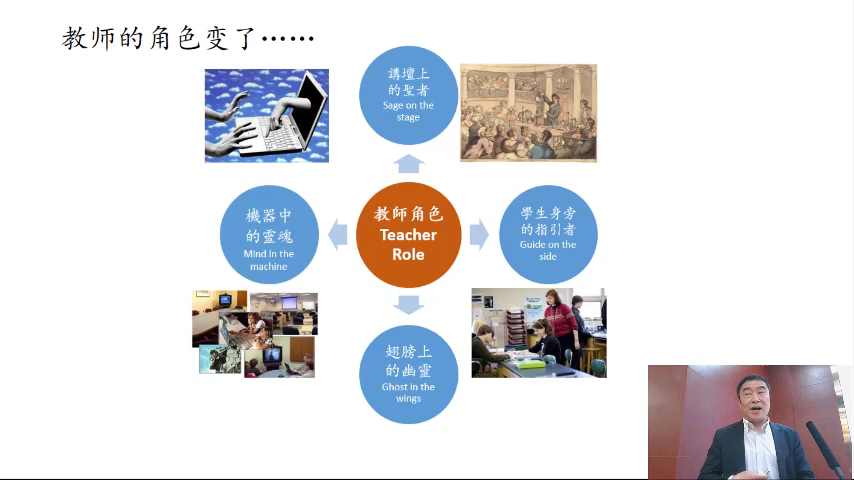 教师的角色变了……
講壇上
的聖者
Sage on the
stage
機器中
的靈魂
Mind in the
machine
教師角色
Teacher
Role
學生身旁
的指引者
Guide on the
side
翅膀上
的幽靈
Ghost in the
wings